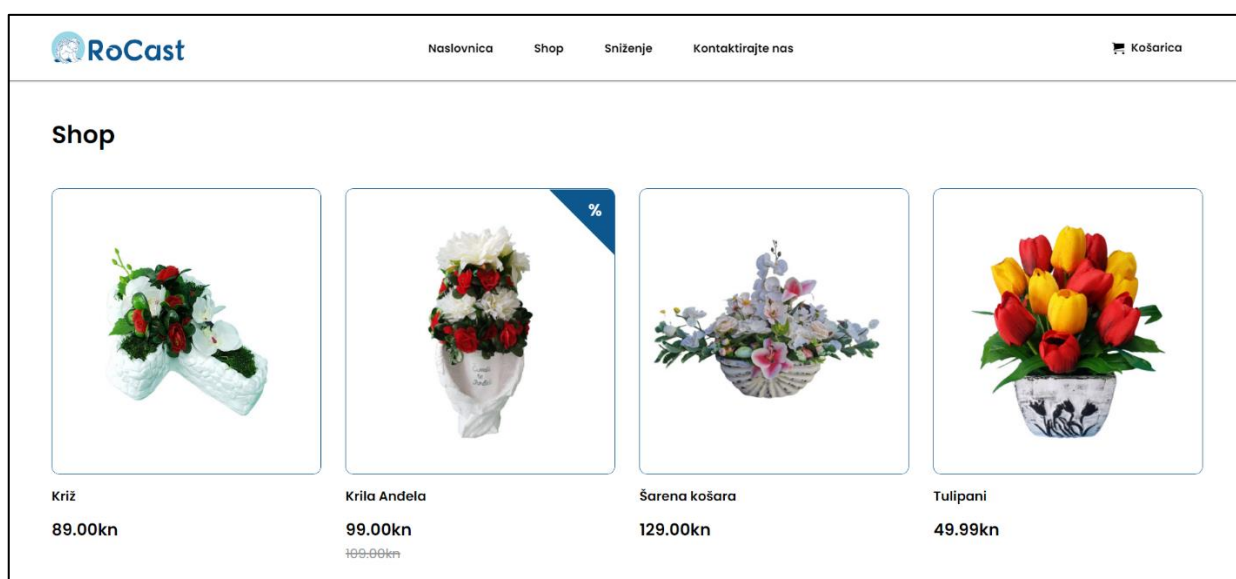 RoCast
Naslovnica Shop Sniženje Kontaktirajte nas Košarica
Shop
%
Križ Krila Anđela Šarena košara Tulipani
89.00kn 99.00kn 129.00kn 49.99kn
109.00kn